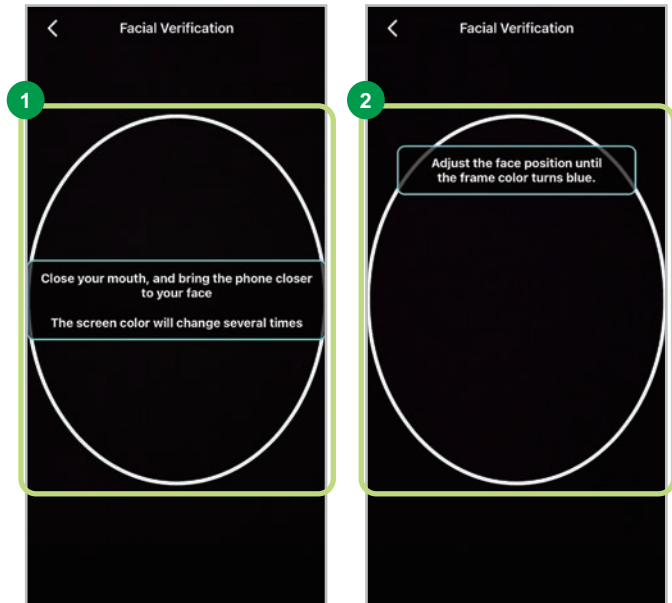 Facial Verification
1
Close your mouth, and bring the phone closer
to your face
The screen color will change several times
Facial Verification
2
Adjust the face position until
the frame color turns blue.